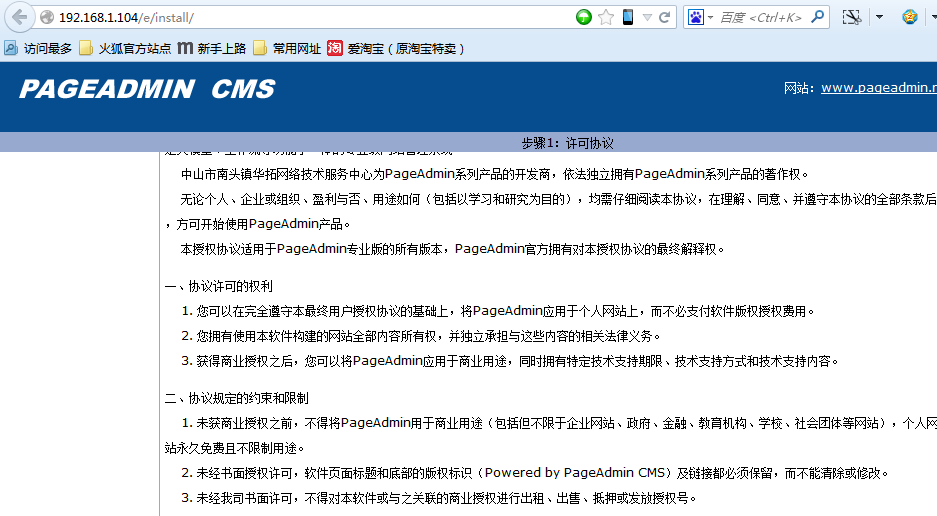 192.168.1.104/e/install/
百度 <Ctrl+K>
访问最多 火狐官方站点 新手上路 常用网址 爱淘宝（原淘宝特卖）
PAGEADMIN CMS
网站：www.pageadmin.n
步骤1：许可协议
中山市南头镇华拓网络技术服务中心为PageAdmin系列产品的开发商，依法独立拥有PageAdmin系列产品的著作权。
无论个人、企业或组织、盈利与否、用途如何（包括以学习和研究为目的），均需仔细阅读本协议，在理解、同意、并遵守本协议的全部条款后
，方可开始使用PageAdmin产品。
本授权协议适用于PageAdmin专业版的所有版本，PageAdmin官方拥有对本授权协议的最终解释权。
一、协议许可的权利
1. 您可以在完全遵守本最终用户授权协议的基础上，将PageAdmin应用于个人网站上，而不必支付软件版权授权费用。
2. 您拥有使用本软件构建的网站全部内容所有权，并独立承担与这些内容的相关法律义务。
3. 获得商业授权之后，您可以将PageAdmin应用于商业用途，同时拥有特定技术支持期限、技术支持方式和技术支持内容。
二、协议规定的约束和限制
1. 未获商业授权之前，不得将PageAdmin用于商业用途（包括但不限于企业网站、政府、金融、教育机构、学校、社会团体等网站），个人网
站永久免费且不限制用途。
2. 未经书面授权许可，软件页面标题和底部的版权标识（Powered by PageAdmin CMS）及链接都必须保留，而不能清除或修改。
3. 未经我司书面许可，不得对本软件或与之关联的商业授权进行出租、出售、抵押或发放授权号。